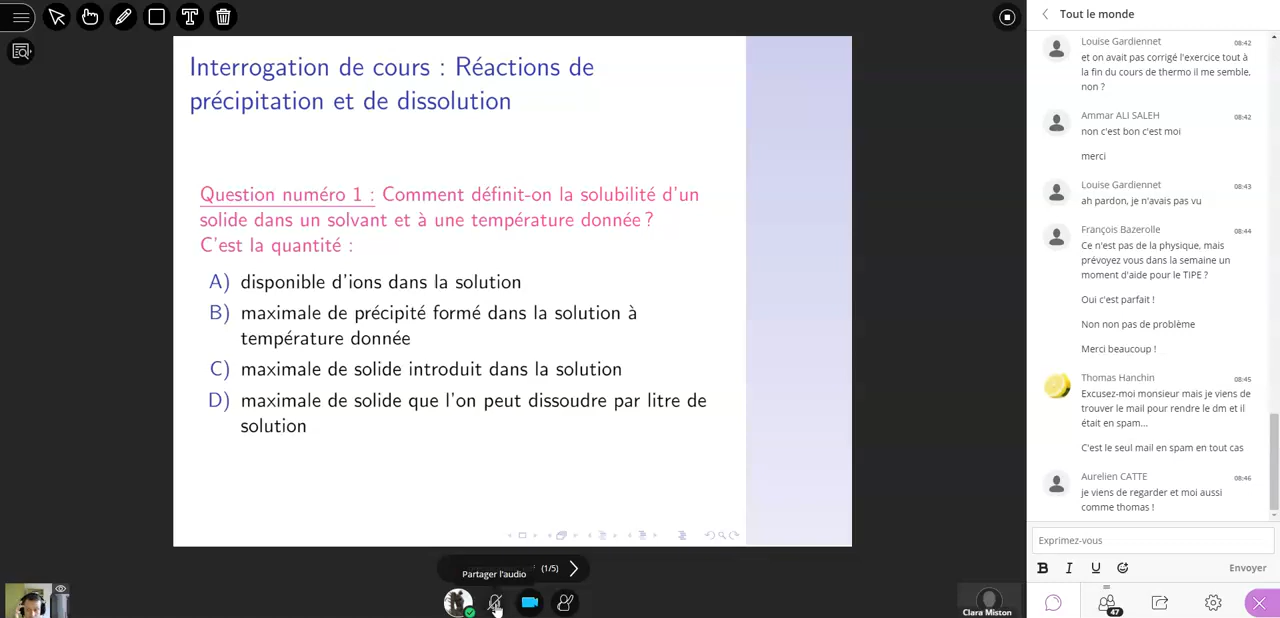 Interrogation de cours : Réactions de
précipitation et de dissolution
Question numéro 1 : Comment définit-on la solubilité d'un
solide dans un solvant et à une température donnée ?
C'est la quantité :
A) disponible d'ions dans la solution
B) maximale de précipité formé dans la solution à
température donnée
C) maximale de solide introduit dans la solution
D) maximale de solide que l'on peut dissoudre par litre de
solution
(1/5)
Partager l'audio
Clara Miston
Tout le monde
Louise Gardiennet 08:42
et on avait pas corrigé l'exercice tout à
la fin du cours de thermo il me semble,
non ?
Ammar ALI SALEH 08:42
non c'est bon c'est moi
merci
Louise Gardiennet 08:43
ah pardon, je n'avais pas vu
François Bazerolle 08:44
Ce n'est pas de la physique, mais
prévoyez vous dans la semaine un
moment d'aide pour le TIPE ?
Oui c'est parfait !
Non non pas de problème
Merci beaucoup !
Thomas Hanchin 08:45
Excusez-moi monsieur mais je viens de
trouver le mail pour rendre le dm et il
était en spam...
C'est le seul mail en spam en tout cas
Aurelien CATTE 08:46
je viens de regarder et moi aussi
comme thomas !
Exprimez-vous
B I U Envoyer
47